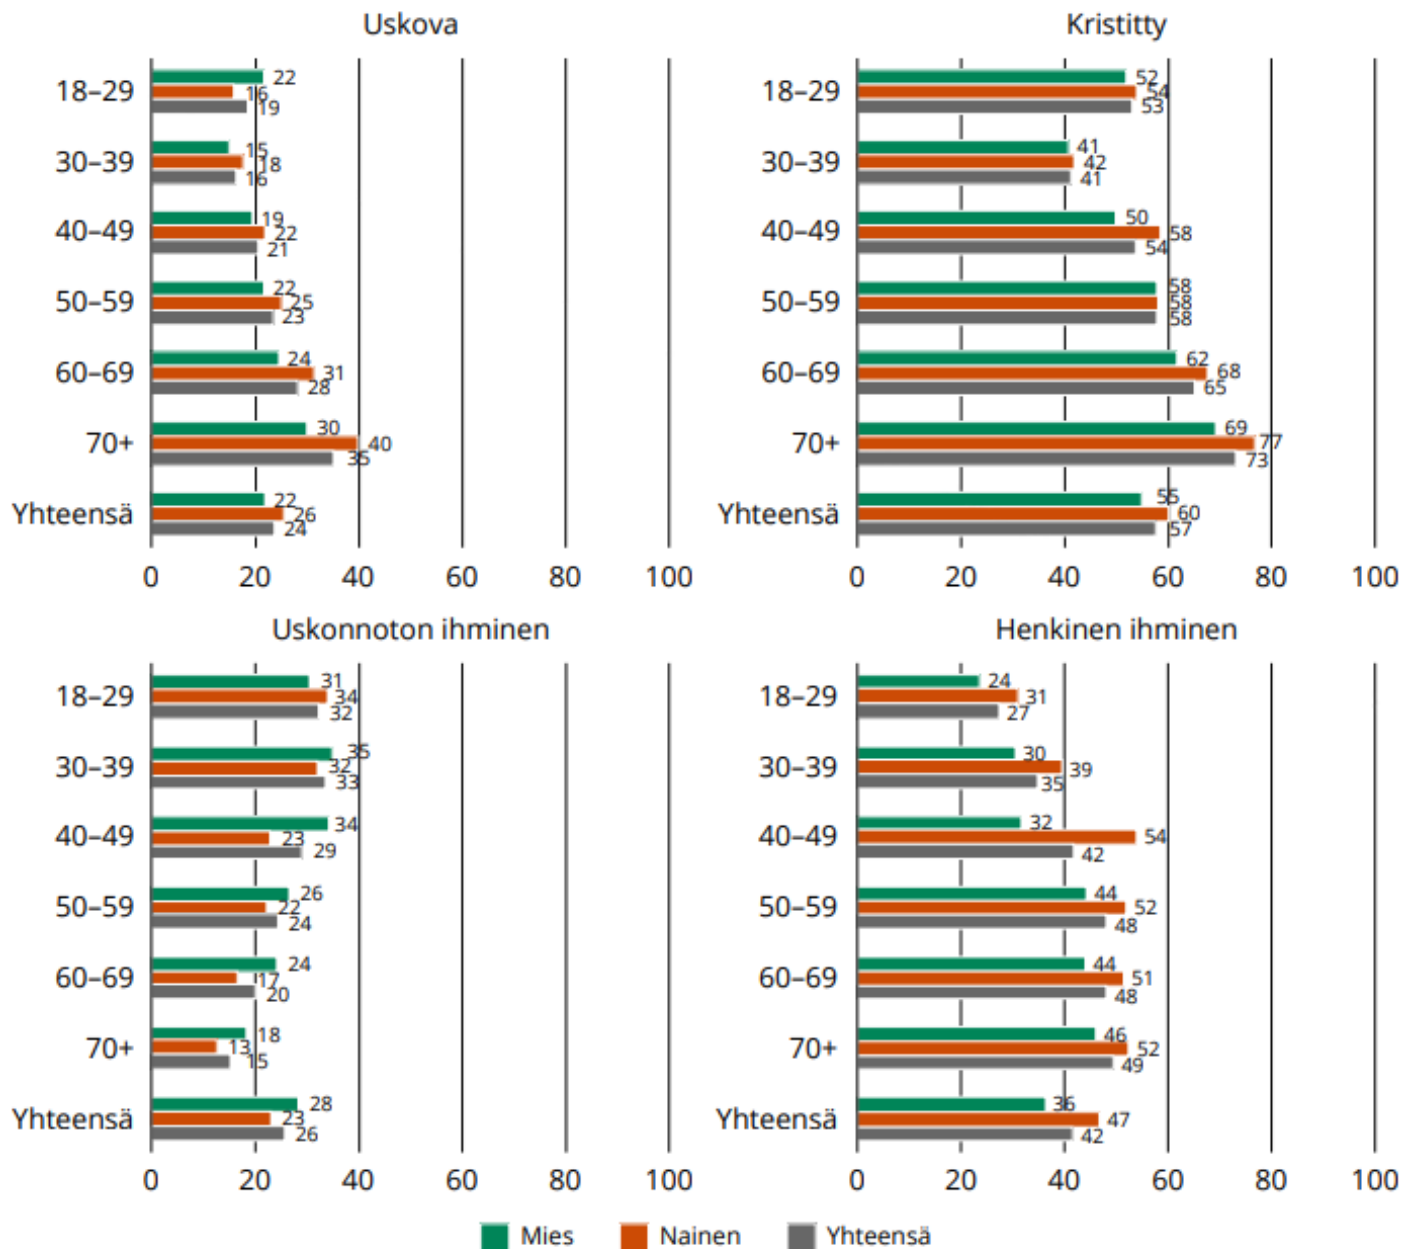 Uskova
18–29 22 16 19
30–39 15 18 16
40–49 19 22 21
50–59 22 25 23
60–69 24 31 28
70+ 30 40 35
Yhteensä 22 26 24
0 20 40 60 80 100
Kristitty
18–29 52 54 53
30–39 41 42 41
40–49 50 58 54
50–59 58 58 58
60–69 62 68 65
70+ 69 77 73
Yhteensä 55 60 57
0 20 40 60 80 100
Uskonnoton ihminen
18–29 31 34 32
30–39 35 32 33
40–49 34 23 29
50–59 26 22 24
60–69 24 17 20
70+ 18 13 15
Yhteensä 28 23 26
0 20 40 60 80 100
Henkinen ihminen
18–29 24 31 27
30–39 30 39 35
40–49 32 54 42
50–59 44 52 48
60–69 44 51 48
70+ 46 52 49
Yhteensä 36 47 42
0 20 40 60 80 100
Mies Nainen Yhteensä